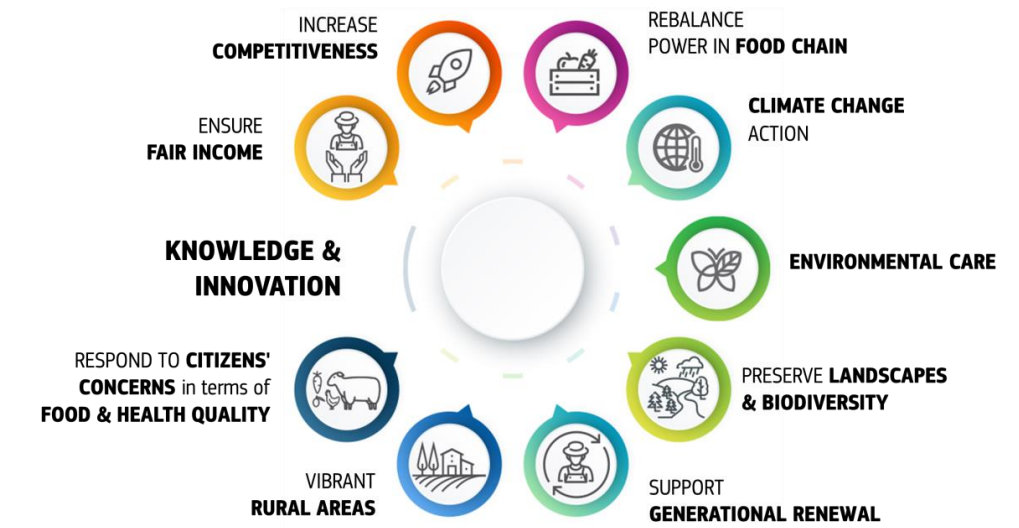 INCREASE
COMPETITIVENESS
REBALANCE
POWER IN FOOD CHAIN
CLIMATE CHANGE
ACTION
ENSURE
FAIR INCOME
KNOWLEDGE &
INNOVATION
ENVIRONMENTAL CARE
RESPOND TO CITIZENS'
CONCERNS in terms of
FOOD & HEALTH QUALITY
PRESERVE LANDSCAPES
& BIODIVERSITY
VIBRANT
RURAL AREAS
SUPPORT
GENERATIONAL RENEWAL